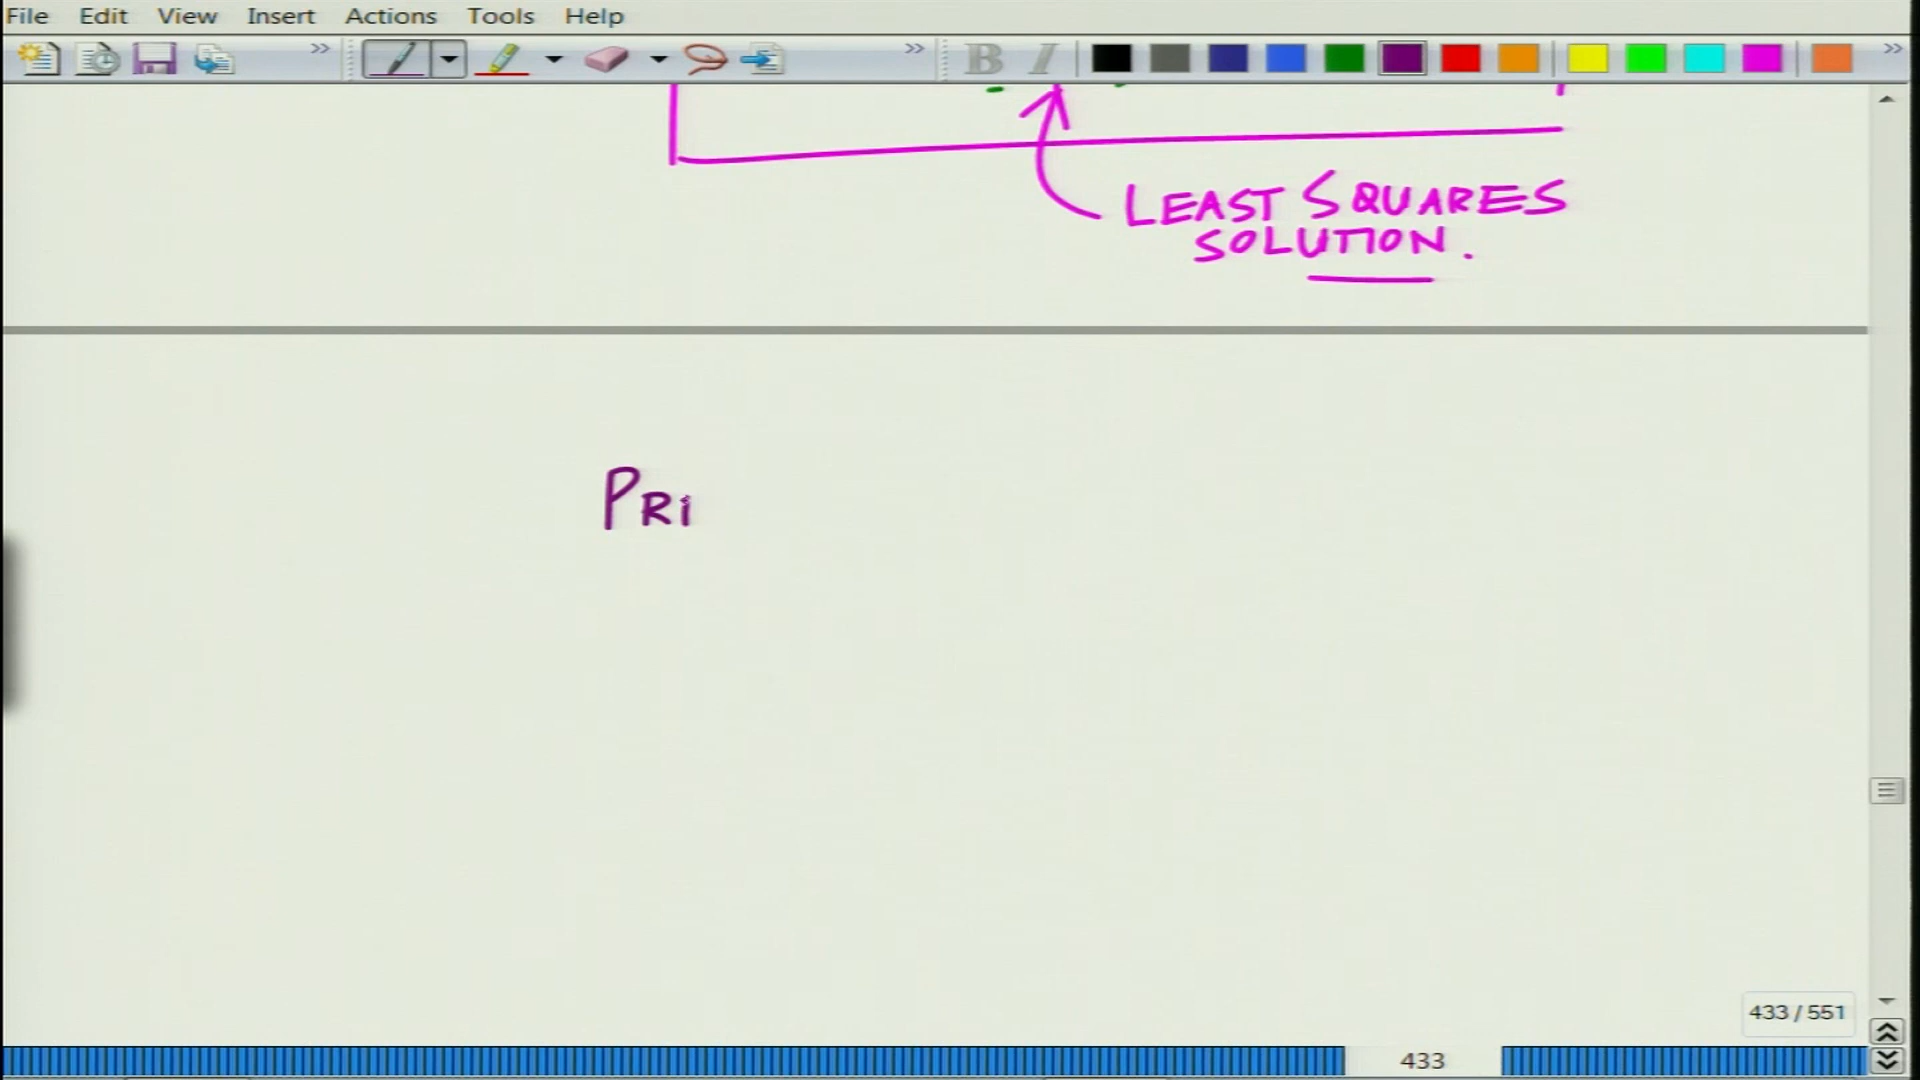 File Edit View Insert Actions Tools Help
B I
LEAST SQUARES
SOLUTION.
PRi
433 / 551
433